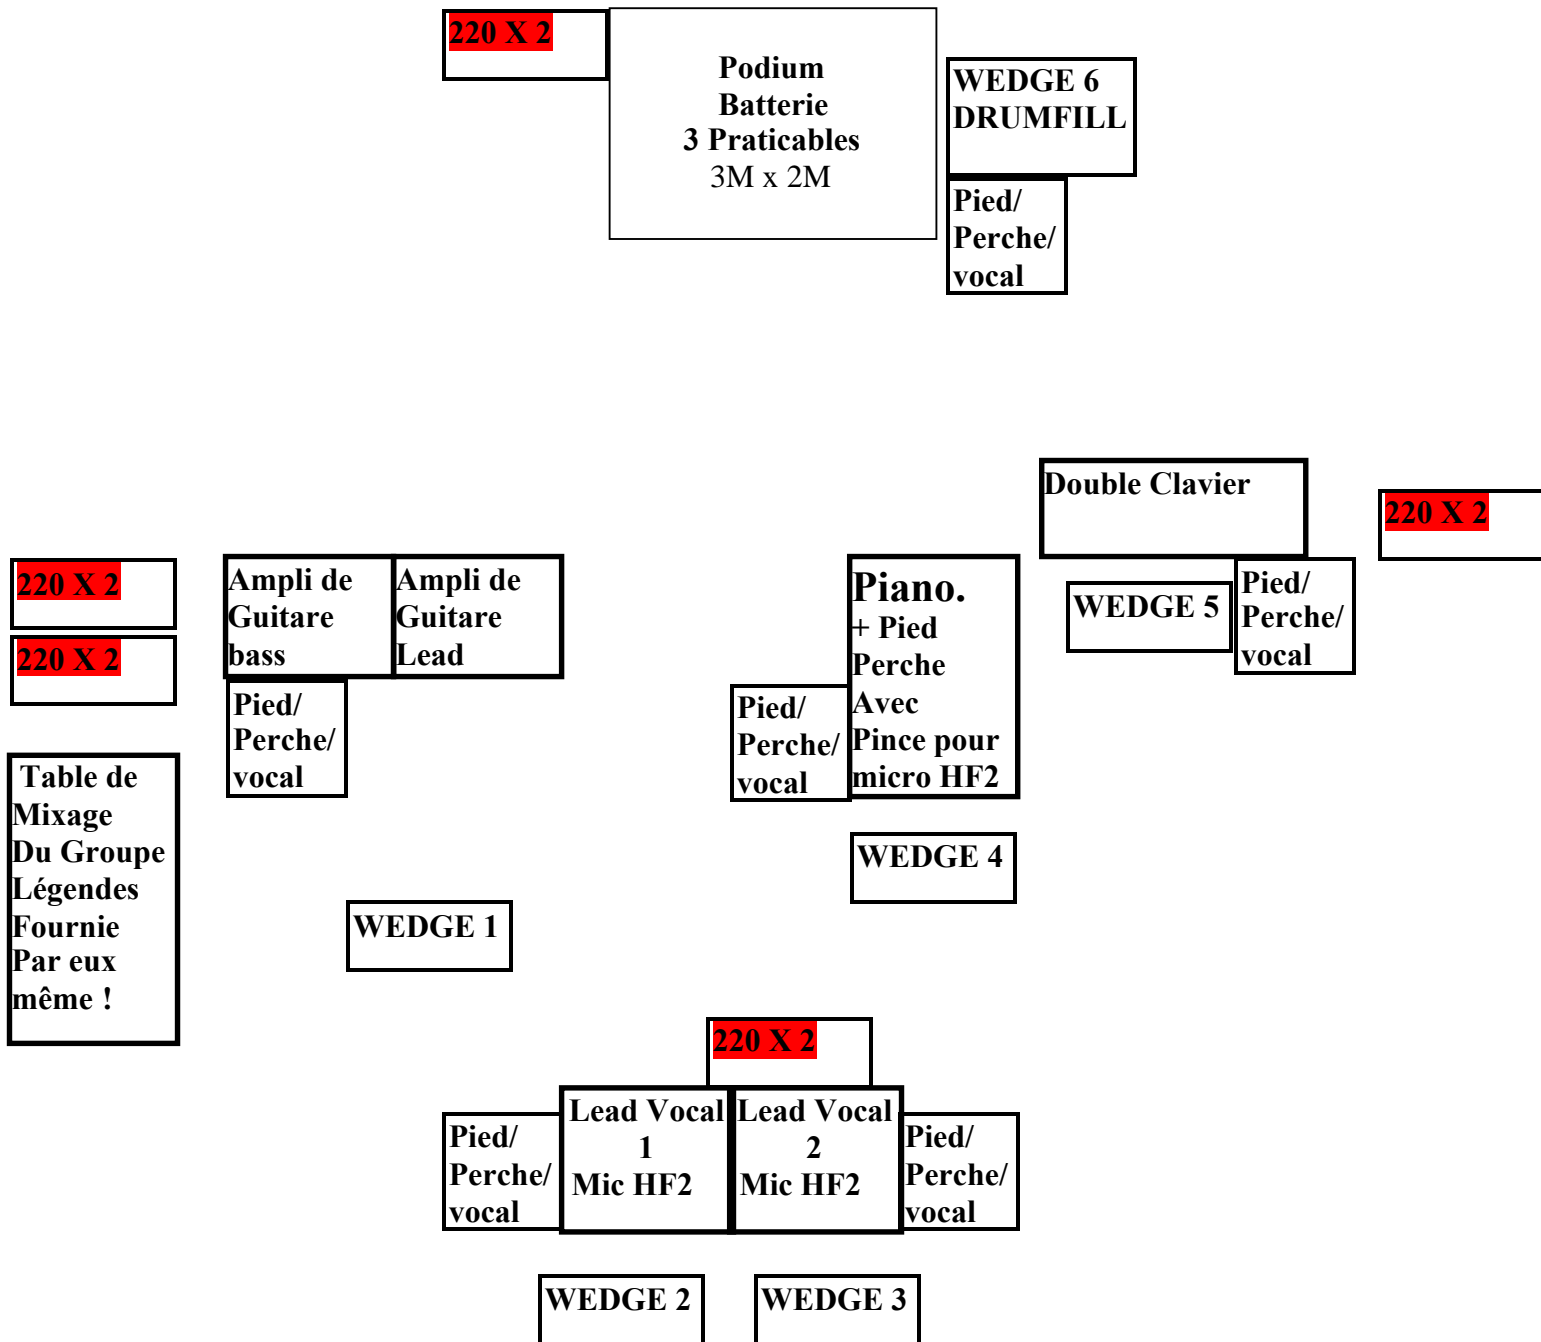 220 X 2
Podium
Batterie
3 Praticables
3M x 2M
WEDGE 6
DRUMFILL
Pied/
Perche/
vocal
Double Clavier
220 X 2
220 X 2
220 X 2
Ampli de
Guitare
bass
Ampli de
Guitare
Lead
Pied/
Perche/
vocal
Piano.
+ Pied
Perche
Avec
Pince pour
micro HF2
Pied/
Perche/
vocal
WEDGE 5
Pied/
Perche/
vocal
Table de
Mixage
Du Groupe
Légendes
Fournie
Par eux
même !
WEDGE 4
WEDGE 1
220 X 2
Pied/
Perche/
vocal
Lead Vocal
1
Mic HF2
Lead Vocal
2
Mic HF2
Pied/
Perche/
vocal
WEDGE 2
WEDGE 3